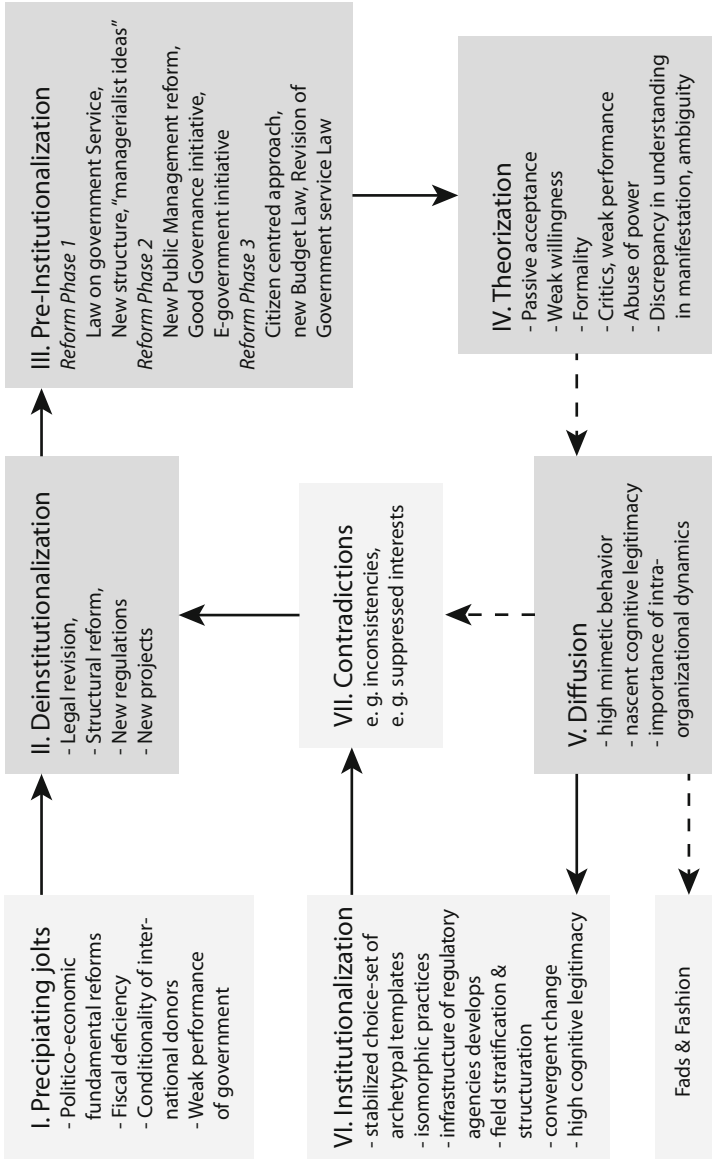 I. Precipiating jolts
- Politico-economic
fundamental reforms
- Fiscal deficiency
- Conditionality of inter-
national donors
- Weak performance
of government
II. Deinstitutionalization
- Legal revision,
- Structural reform,
- New regulations
- New projects
III. Pre-Institutionalization
Reform Phase 1
Law on government Service,
New structure, "managerialist ideas”
Reform Phase 2
New Public Management reform,
Good Governance initiative,
E-government initiative
Reform Phase 3
Citizen centred approach,
new Budget Law, Revision of
Government service Law
VI. Institutionalization
- stabilized choice-set of
archetypal templates
- isomorphic practices
- infrastructure of regulatory
agencies develops
- field stratification &
structuration
- convergent change
- high cognitive legitimacy
VII. Contradictions
e. g. inconsistencies,
e. g. suppressed interests
Fads & Fashion
V. Diffusion
- high mimetic behavior
- nascent cognitive legitimacy
- importance of intra-
organizational dynamics
IV. Theorization
- Passive acceptance
- Weak willingness
- Formality
- Critics, weak performance
- Abuse of power
- Discrepancy in understanding
in manifestation, ambiguity